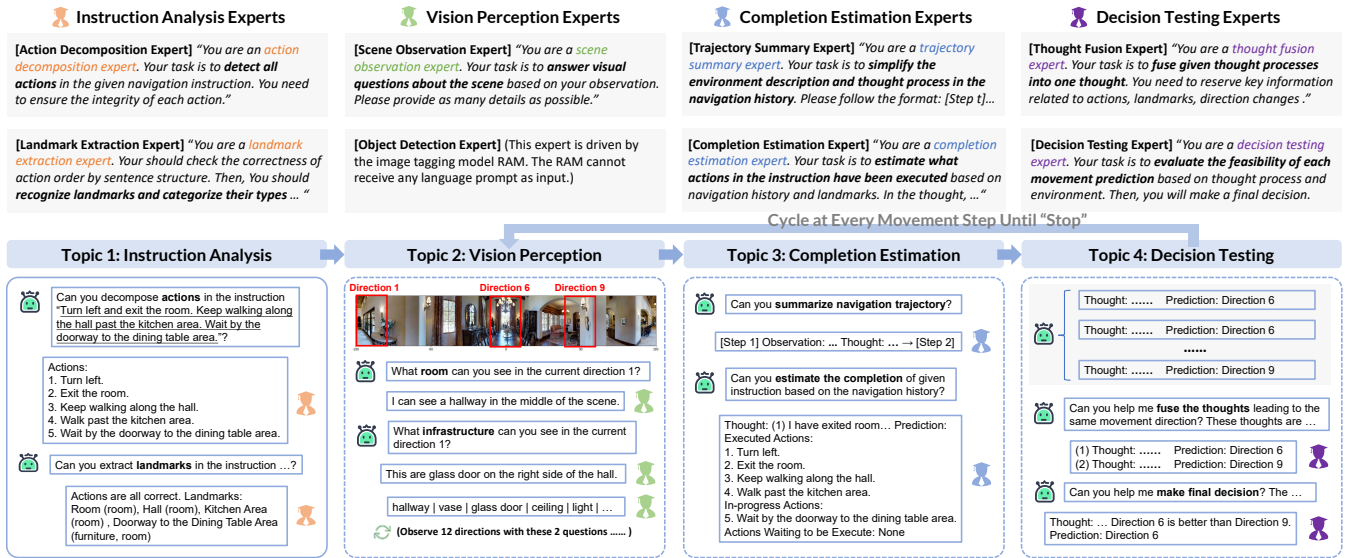 Instruction Analysis Experts
[Action Decomposition Expert] “You are an action
decomposition expert. Your task is to detect all
actions in the given navigation instruction. You need
to ensure the integrity of each action.”
[Landmark Extraction Expert] “You are a landmark
extraction expert. Your should check the correctness of
action order by sentence structure. Then, You should
recognize landmarks and categorize their types …“
Vision Perception Experts
[Scene Observation Expert] “You are a scene
observation expert. Your task is to answer visual
questions about the scene based on your observation.
Please provide as many details as possible.”
[Object Detection Expert] (This expert is driven by
the image tagging model RAM. The RAM cannot
receive any language prompt as input.)
Completion Estimation Experts
[Trajectory Summary Expert] “You are a trajectory
summary expert. Your task is to simplify the
environment description and thought process in the
navigation history. Please follow the format: [Step t]…
[Completion Estimation Expert] “You are a completion
estimation expert. Your task is to estimate what
actions in the instruction have been executed based on
navigation history and landmarks. In the thought, …“
Decision Testing Experts
[Thought Fusion Expert] “You are a thought fusion
expert. Your task is to fuse given thought processes
into one thought. You need to reserve key information
related to actions, landmarks, direction changes .”
[Decision Testing Expert] “You are a decision testing
expert. Your task is to evaluate the feasibility of each
movement prediction based on thought process and
environment. Then, you will make a final decision.
Cycle at Every Movement Step Until “Stop”
Topic 1: Instruction Analysis
Can you decompose actions in the instruction
“Turn left and exit the room. Keep walking along
the hall past the kitchen area. Wait by the
doorway to the dining table area.”?
Actions:
1. Turn left.
2. Exit the room.
3. Keep walking along the hall.
4. Walk past the kitchen area.
5. Wait by the doorway to the dining table area.
Can you extract landmarks in the instruction …?
Actions are all correct. Landmarks:
Room (room), Hall (room), Kitchen Area
(room) , Doorway to the Dining Table Area
(furniture, room)
Topic 2: Vision Perception
Direction 1
Direction 6
Direction 9
What room can you see in the current direction 1?
I can see a hallway in the middle of the scene.
What infrastructure can you see in the current
direction 1?
This are glass door on the right side of the hall.
hallway | vase | glass door | ceiling | light | …
(Observe 12 directions with these 2 questions …… )
Topic 3: Completion Estimation
Can you summarize navigation trajectory?
[Step 1] Observation: ... Thought: … → [Step 2]
Can you estimate the completion of given
instruction based on the navigation history?
Thought: (1) I have exited room… Prediction:
Executed Actions:
1. Turn left.
2. Exit the room.
3. Keep walking along the hall.
4. Walk past the kitchen area.
In-progress Actions:
5. Wait by the doorway to the dining table area.
Actions Waiting to be Execute: None
Topic 4: Decision Testing
Thought: …… Prediction: Direction 6
Thought: …… Prediction: Direction 6
……
Thought: …… Prediction: Direction 9
Can you help me fuse the thoughts leading to the
same movement direction? These thoughts are …
(1) Thought: …… Prediction: Direction 6
(2) Thought: …… Prediction: Direction 9
Can you help me make final decision? The …
Thought: … Direction 6 is better than Direction 9.
Prediction: Direction 6